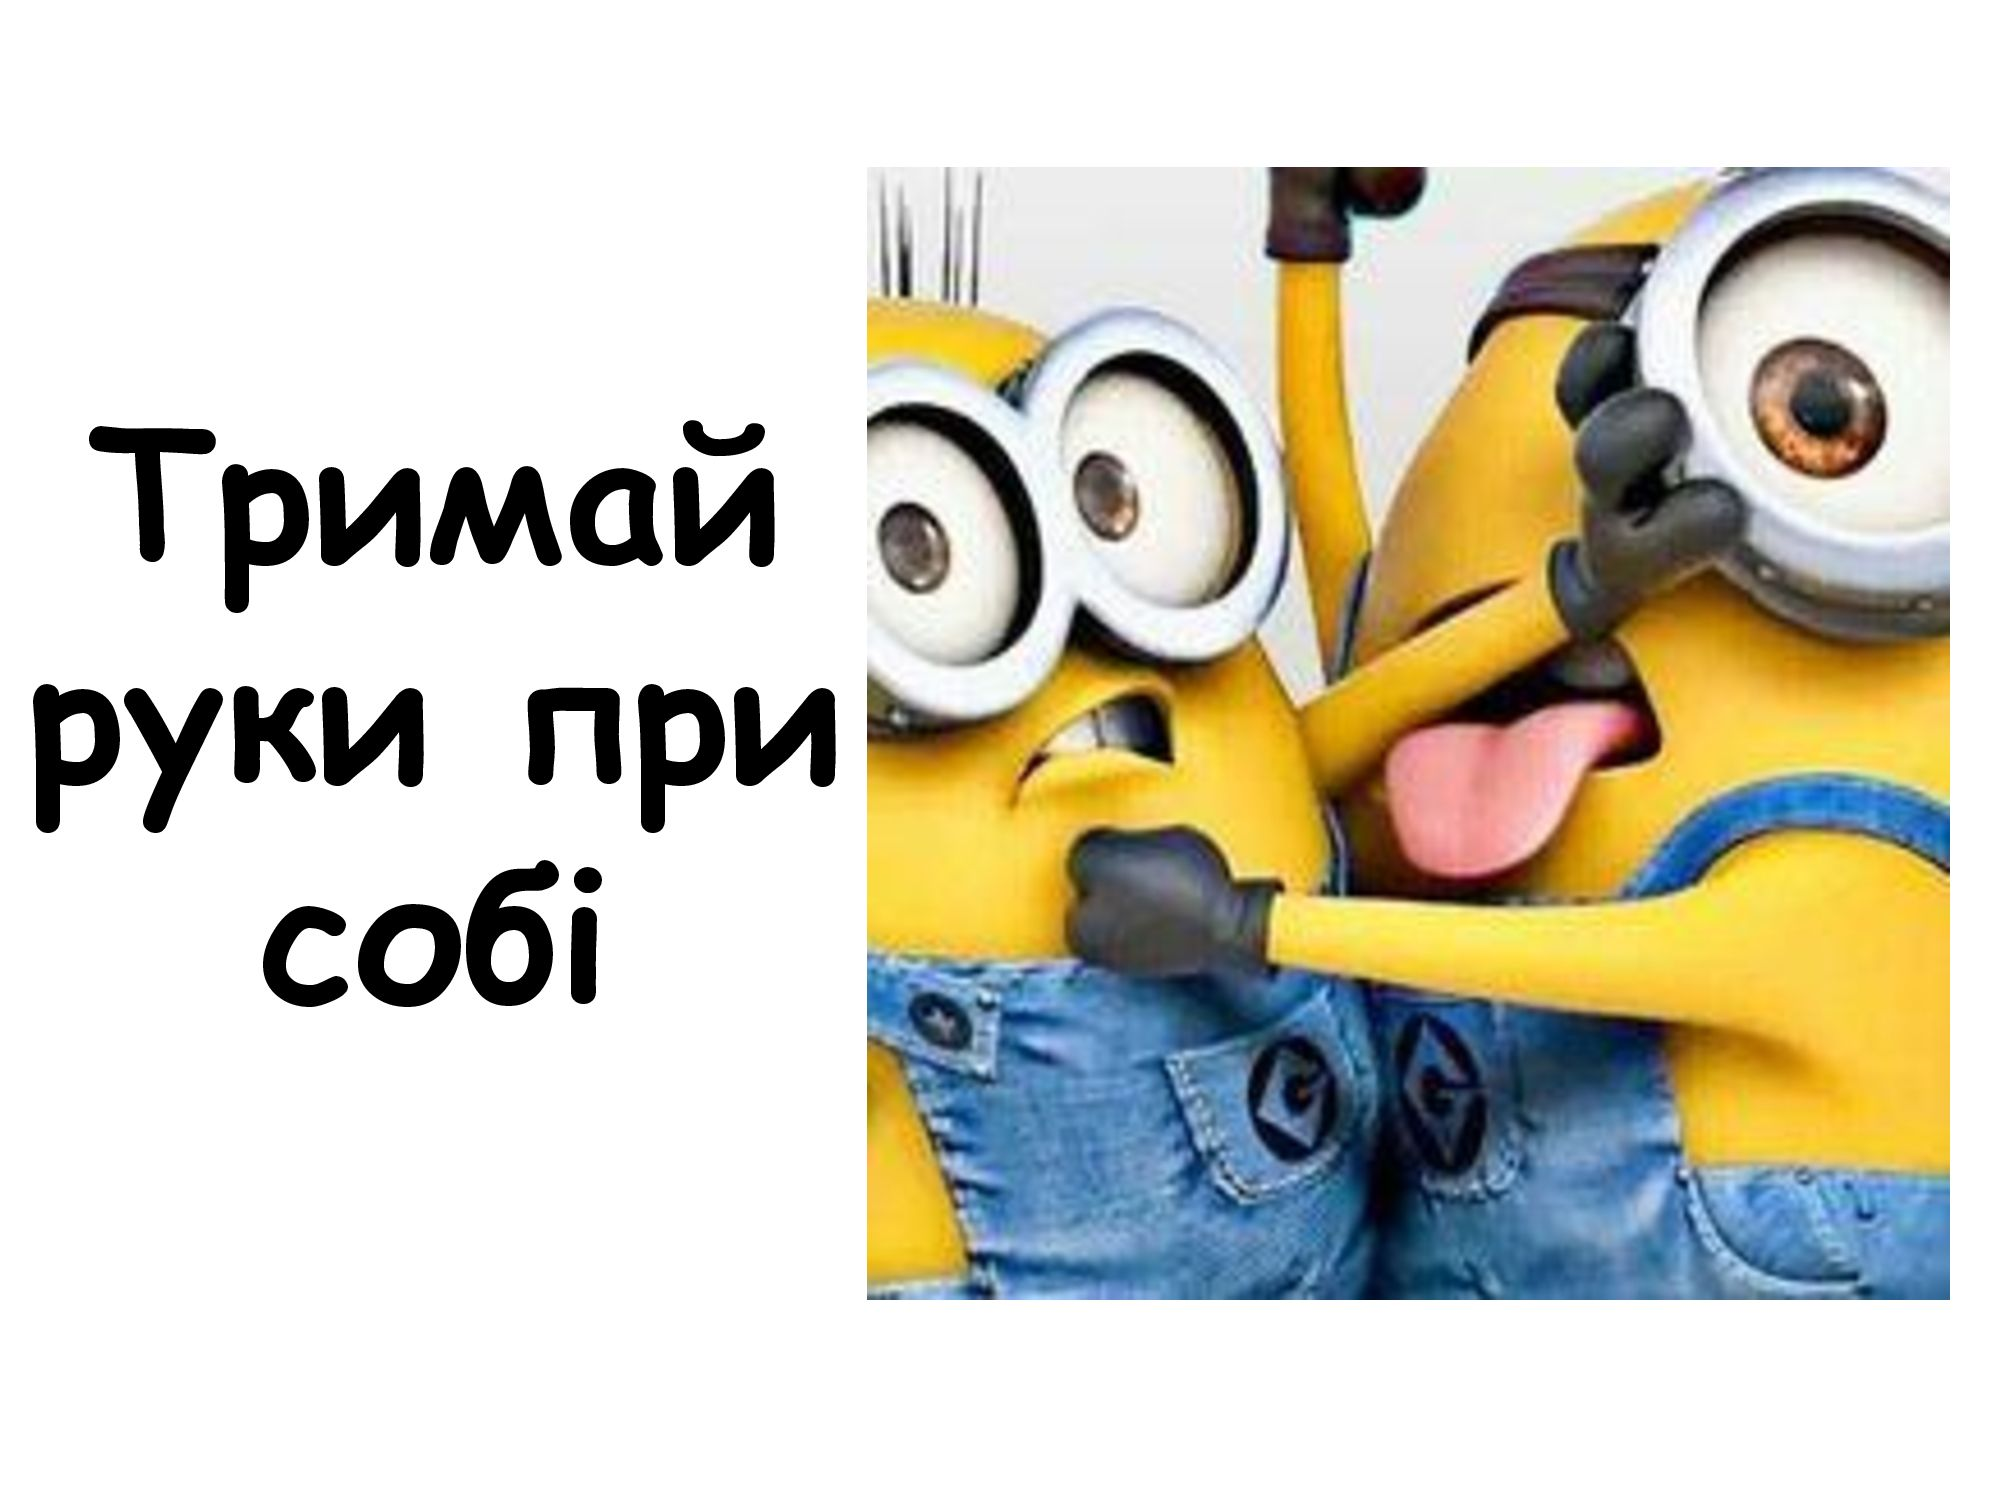 Тримай
руки при
собі